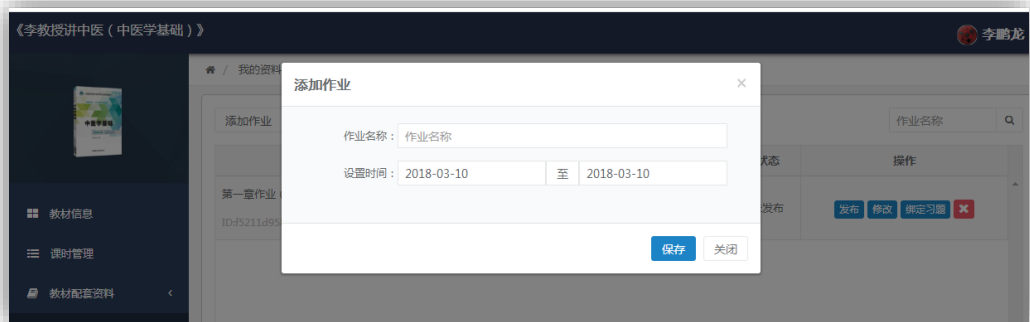 《李教授讲中医（中医学基础）》
李鹏龙
/ 我的资料
添加作业
×
添加作业
作业名称
作业名称：
作业名称
状态
操作
设置时间：
2018-03-10
至
2018-03-10
第一章作业（
发布
发布
修改
绑定习题
ID:f5211d95
教材信息
保存
关闭
课时管理
教材配套资料